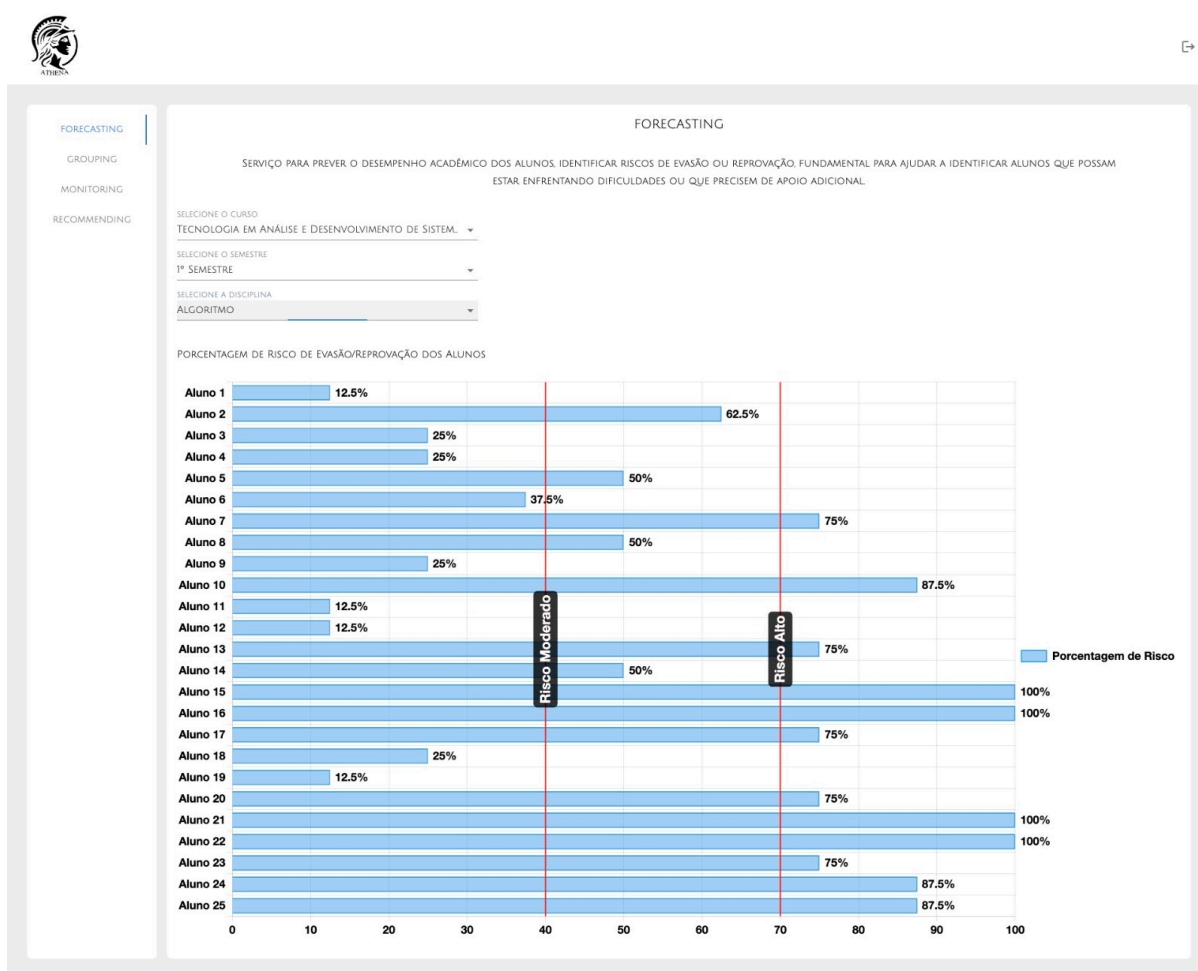 ATHENA
FORECASTING
GROUPING
MONITORING
RECOMMENDING
FORECASTING
Serviço para prever o desempenho acadêmico dos alunos, identificar riscos de evasão ou reprovação, fundamental para ajudar a identificar alunos que possam
estar enfrentando dificuldades ou que precisem de apoio adicional.
Selecione o curso
Tecnologia em Análise e Desenvolvimento de Sistem...
Selecione o semestre
1º Semestre
Selecione a disciplina
Algoritmo
Porcentagem de Risco de Evasão/Reprovação dos Alunos
Aluno 1 12.5%
Aluno 2 62.5%
Aluno 3 25%
Aluno 4 25%
Aluno 5 50%
Aluno 6 37.5%
Aluno 7 75%
Aluno 8 50%
Aluno 9 25%
Aluno 10 87.5%
Aluno 11 12.5%
Aluno 12 12.5%
Aluno 13 75%
Aluno 14 50%
Aluno 15 100%
Aluno 16 100%
Aluno 17 75%
Aluno 18 25%
Aluno 19 12.5%
Aluno 20 75%
Aluno 21 100%
Aluno 22 100%
Aluno 23 75%
Aluno 24 87.5%
Aluno 25 87.5%
Risco Moderado
Risco Alto
Porcentagem de Risco
0 10 20 30 40 50 60 70 80 90 100